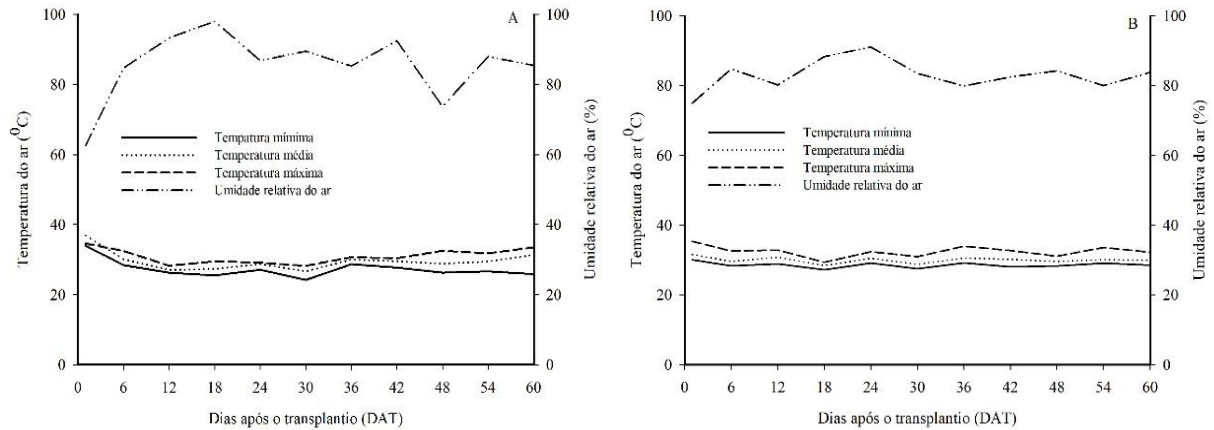 A
100
80
60
40
20
0
Temperatura do ar (⁰C)
Tempatura mímima
Temperatura média
Temperatura máxima
Umidade relativa do ar
100
80
60
40
20
0
Umidade relativa do ar (%)
0 6 12 18 24 30 36 42 48 54 60
Dias após o transplantio (DAT)
B
100
80
60
40
20
0
Temperatura do ar (⁰C)
Temperatura mínima
Temperatura média
Temperatura máxima
Umidade relativa do ar
100
80
60
40
20
0
Umidade relativa do ar (%)
0 6 12 18 24 30 36 42 48 54 60
Dias após o transplantio (DAT)